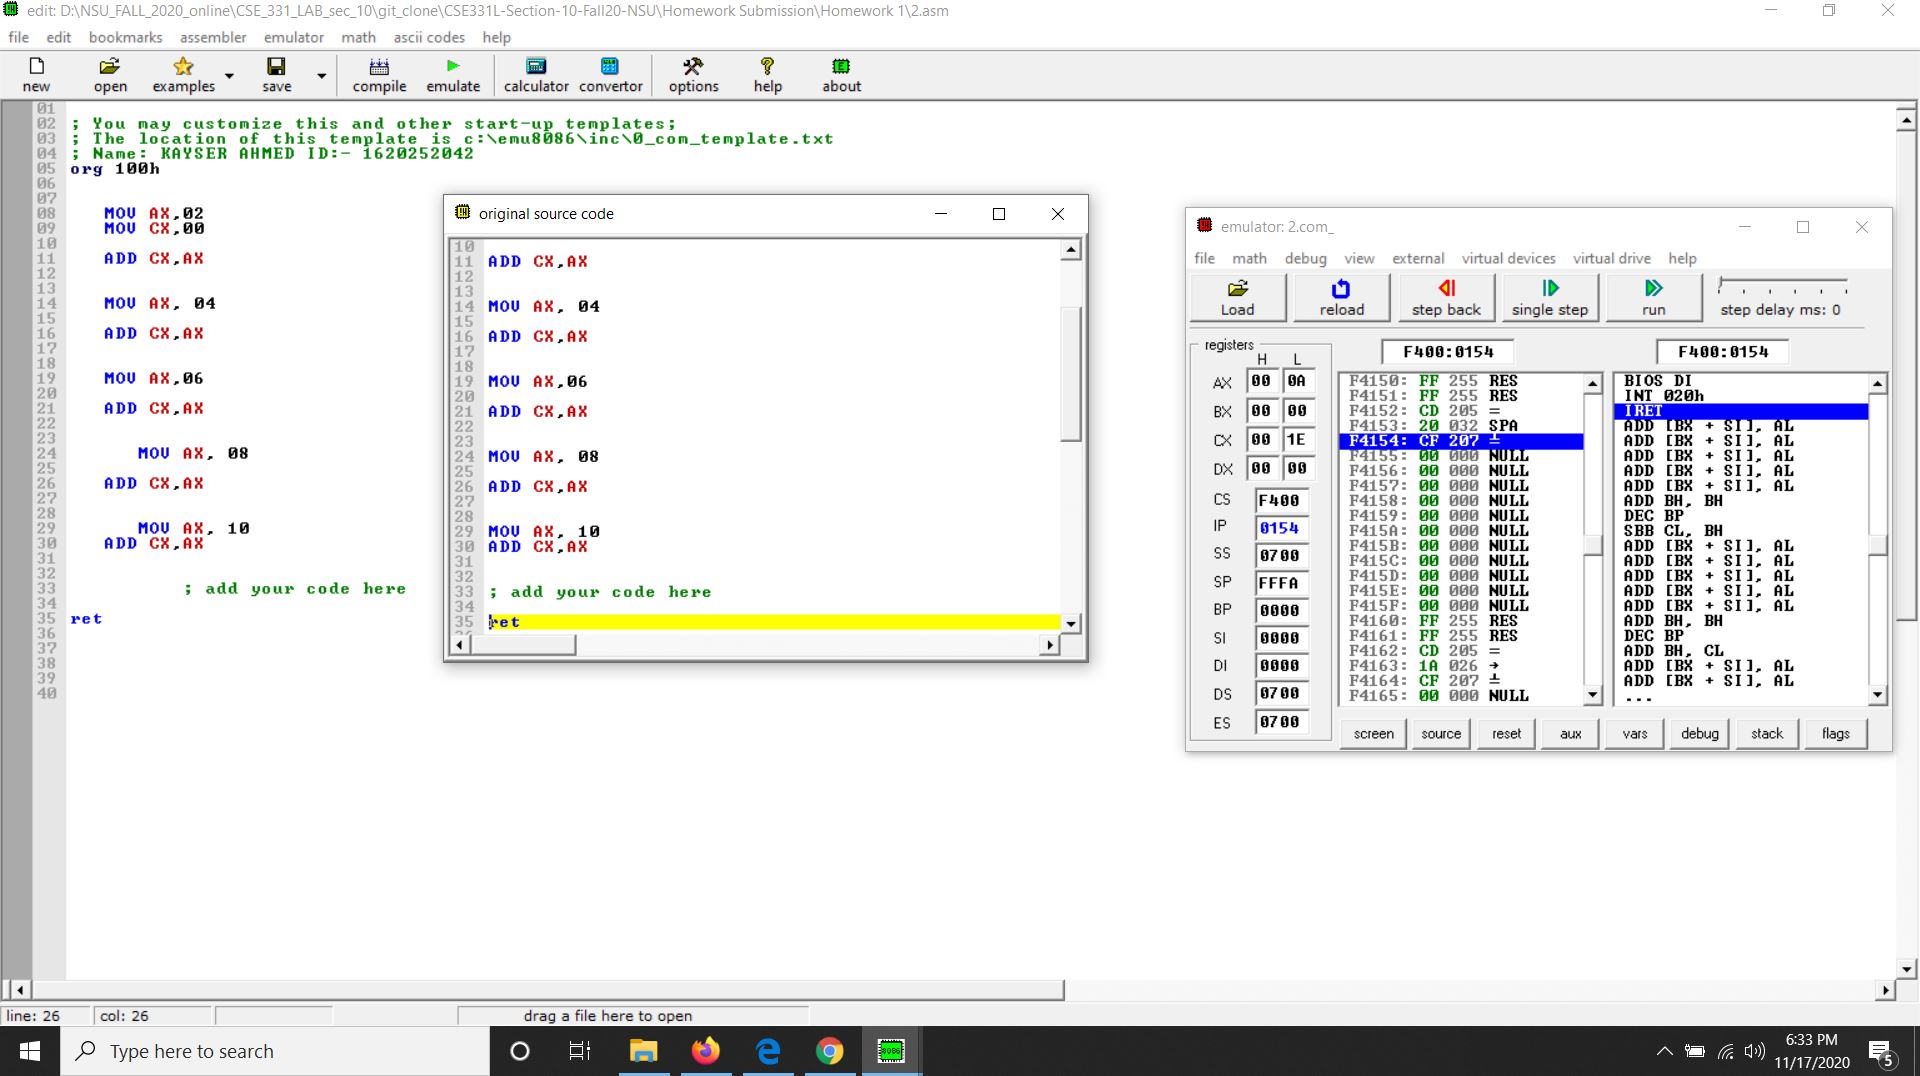 edit: D:\NSU_FALL_2020_online\CSE_331_LAB_sec_10\git_clone\CSE331L-Section-10-Fall20-NSU\Homework Submission\Homework 1\2.asm
file edit bookmarks assembler emulator math ascii codes help
new open examples save compile emulate calculator convertor options help about
01
02 ; You may customize this and other start-up templates;
03 ; The location of this template is c:\emu8086\inc\0_com_template.txt
04 ; Name: KAYSER AHMED ID:- 1620252042
05 org 100h
06
07
08 MOV AX,02
09 MOV CX,00
10
11 ADD CX,AX
12
13
14 MOV AX, 04
15
16 ADD CX,AX
17
18
19 MOV AX,06
20
21 ADD CX,AX
22
23
24 MOV AX, 08
25
26 ADD CX,AX
27
28
29 MOV AX, 10
30 ADD CX,AX
31
32
33 ; add your code here
34
35 ret
36
37
38
39
40
original source code
10
11 ADD CX,AX
12
13
14 MOV AX, 04
15
16 ADD CX,AX
17
18
19 MOV AX,06
20
21 ADD CX,AX
22
23
24 MOV AX, 08
25
26 ADD CX,AX
27
28
29 MOV AX, 10
30 ADD CX,AX
31
32
33 ; add your code here
34
35 ret
emulator: 2.com_
file math debug view external virtual devices virtual drive help
Load reload step back single step run step delay ms: 0
registers
H L
AX 00 0A
BX 00 00
CX 00 1E
DX 00 00
CS F400
IP 0154
SS 0700
SP FFFA
BP 0000
SI 0000
DI 0000
DS 0700
ES 0700
F400:0154
F4150: FF 255 RES
F4151: FF 255 RES
F4152: CD 205 =
F4153: 20 032 SPA
F4154: CF 207 ╧
F4155: 00 000 NULL
F4156: 00 000 NULL
F4157: 00 000 NULL
F4158: 00 000 NULL
F4159: 00 000 NULL
F415A: 00 000 NULL
F415B: 00 000 NULL
F415C: 00 000 NULL
F415D: 00 000 NULL
F415E: 00 000 NULL
F415F: 00 000 NULL
F4160: FF 255 RES
F4161: FF 255 RES
F4162: CD 205 =
F4163: 1A 026 →
F4164: CF 207 ╧
F4165: 00 000 NULL
F400:0154
BIOS DI
INT 020h
IRET
ADD [BX + SI], AL
ADD [BX + SI], AL
ADD [BX + SI], AL
ADD [BX + SI], AL
ADD [BX + SI], AL
ADD BH, BH
DEC BP
SBB CL, BH
ADD [BX + SI], AL
ADD [BX + SI], AL
ADD [BX + SI], AL
ADD [BX + SI], AL
ADD [BX + SI], AL
ADD BH, BH
DEC BP
ADD BH, CL
ADD [BX + SI], AL
ADD [BX + SI], AL
...
screen source reset aux vars debug stack flags
line: 26 col: 26 drag a file here to open
Type here to search
8086
6:33 PM
11/17/2020
5